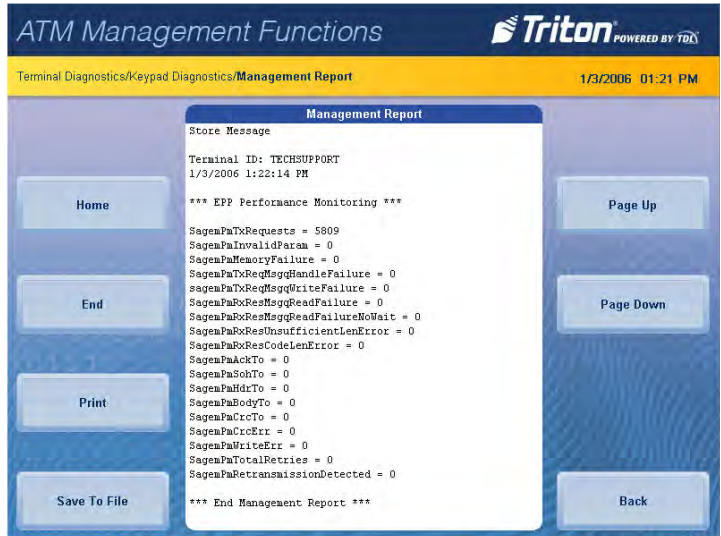 ATM Management Functions
Triton POWERED BY TDL
Terminal Diagnostics/Keypad Diagnostics/Management Report
1/3/2006 01:21 PM
Management Report
Store Message
Terminal ID: TECHSUPPORT
1/3/2006 1:22:14 PM
*** EPP Performance Monitoring ***
SagemPmTxRequests = 5809
SagemPmInvalidParam = 0
SagemPmMemoryFailure = 0
SagemPmTxReqMsgqHandleFailure = 0
sagemPmTxReqMsgqWriteFailure = 0
sagemPmRxResMsgqReadFailure = 0
SagemPmRxResMsgqReadFailureNoWait = 0
SagemPmRxResUnsufficientLenError = 0
SagemPmRxResCodeLenError = 0
SagemPmAckTo = 0
SagemPmSohTo = 0
SagemPmHdrTo = 0
SagemPmBodyTo = 0
SagemPmCrcTo = 0
SagemPmCrcErr = 0
SagemPmWriteErr = 0
SagemPmTotalRetries = 0
SagemPmRetransmissionDetected = 0
*** End Management Report ***
Home
End
Print
Save To File
Page Up
Page Down
Back